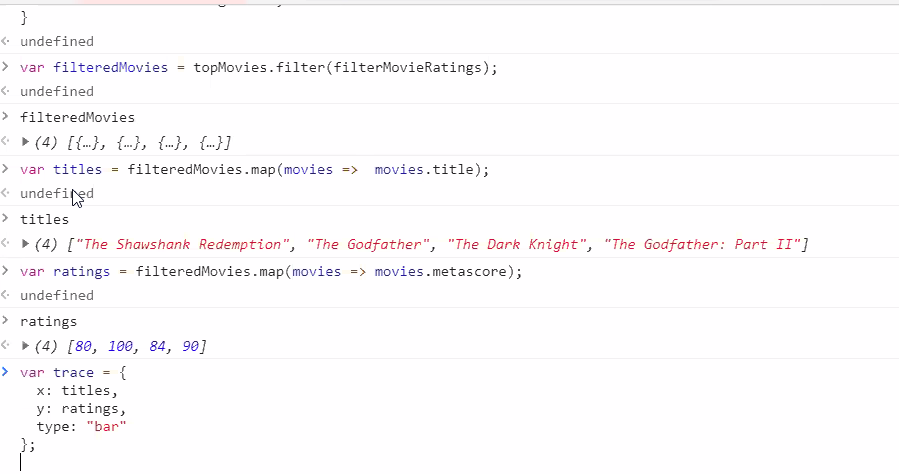 }
undefined
var filteredMovies = topMovies.filter(filterMovieRatings);
undefined
filteredMovies
(4) [{…}, {…}, {…}, {…}]
var titles = filteredMovies.map(movies =>  movies.title);
undefined
titles
(4) ["The Shawshank Redemption", "The Godfather", "The Dark Knight", "The Godfather: Part II"]
var ratings = filteredMovies.map(movies => movies.metascore);
undefined
ratings
(4) [80, 100, 84, 90]
var trace = {
  x: titles,
  y: ratings,
  type: "bar"
};